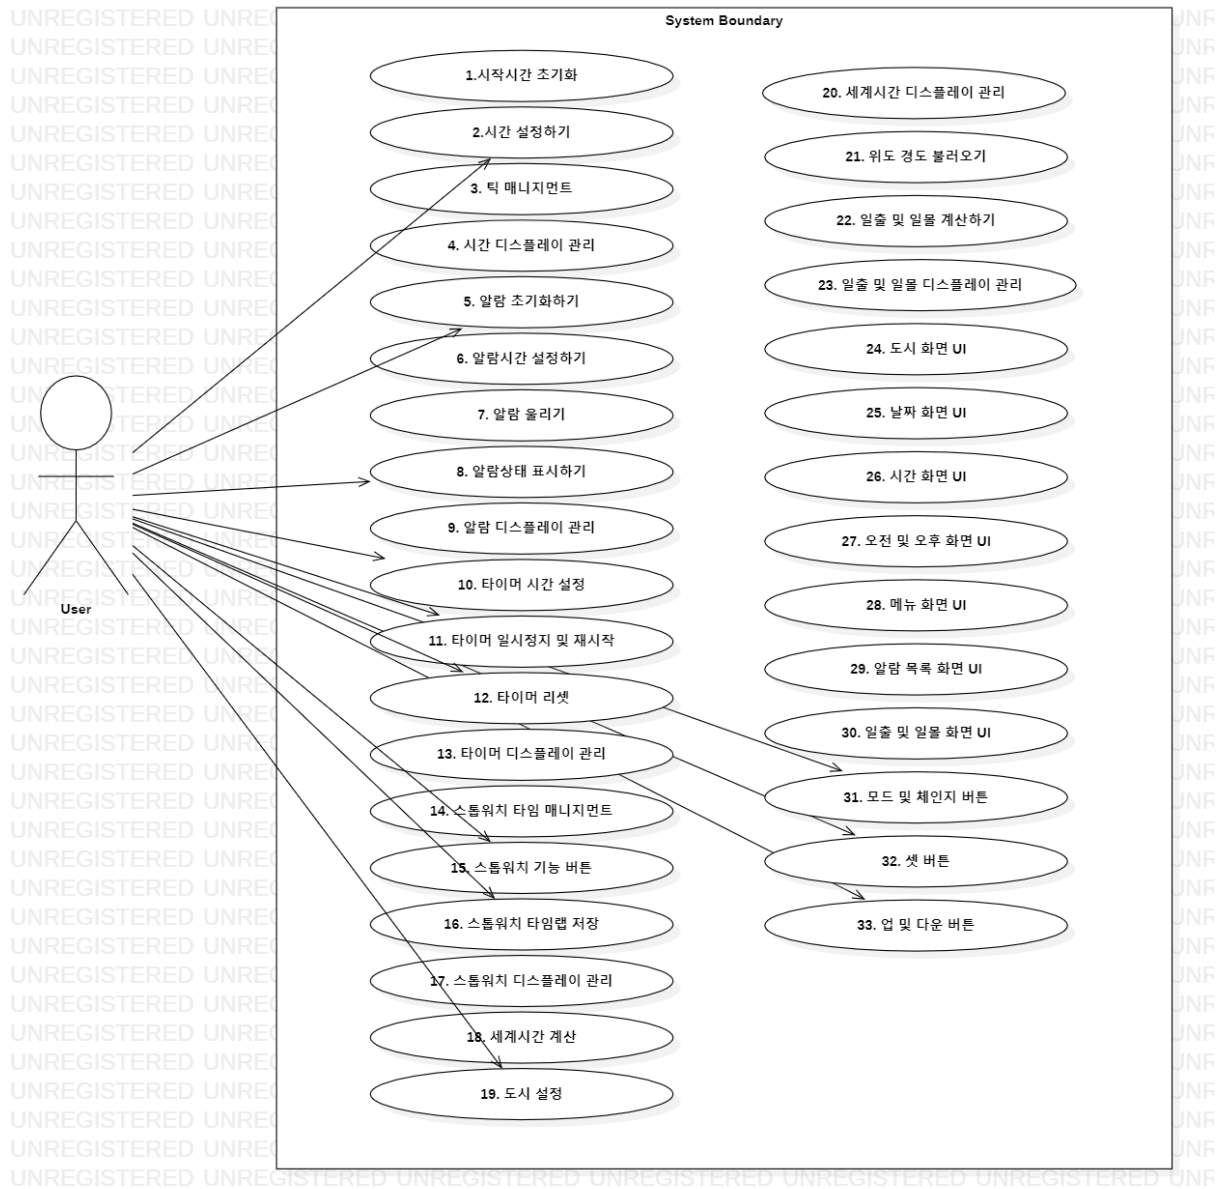 System Boundary
1.시작시간 초기화
2.시간 설정하기
3. 틱 매니지먼트
4. 시간 디스플레이 관리
5. 알람 초기화하기
6. 알람시간 설정하기
7. 알람 울리기
8. 알람상태 표시하기
9. 알람 디스플레이 관리
10. 타이머 시간 설정
11. 타이머 일시정지 및 재시작
12. 타이머 리셋
13. 타이머 디스플레이 관리
14. 스톱워치 타임 매니지먼트
15. 스톱워치 기능 버튼
16. 스톱워치 타임랩 저장
17. 스톱워치 디스플레이 관리
18. 세계시간 계산
19. 도시 설정
20. 세계시간 디스플레이 관리
21. 위도 경도 불러오기
22. 일출 및 일몰 계산하기
23. 일출 및 일몰 디스플레이 관리
24. 도시 화면 UI
25. 날짜 화면 UI
26. 시간 화면 UI
27. 오전 및 오후 화면 UI
28. 메뉴 화면 UI
29. 알람 목록 화면 UI
30. 일출 및 일몰 화면 UI
31. 모드 및 체인지 버튼
32. 셋 버튼
33. 업 및 다운 버튼
User
UNREGISTERED